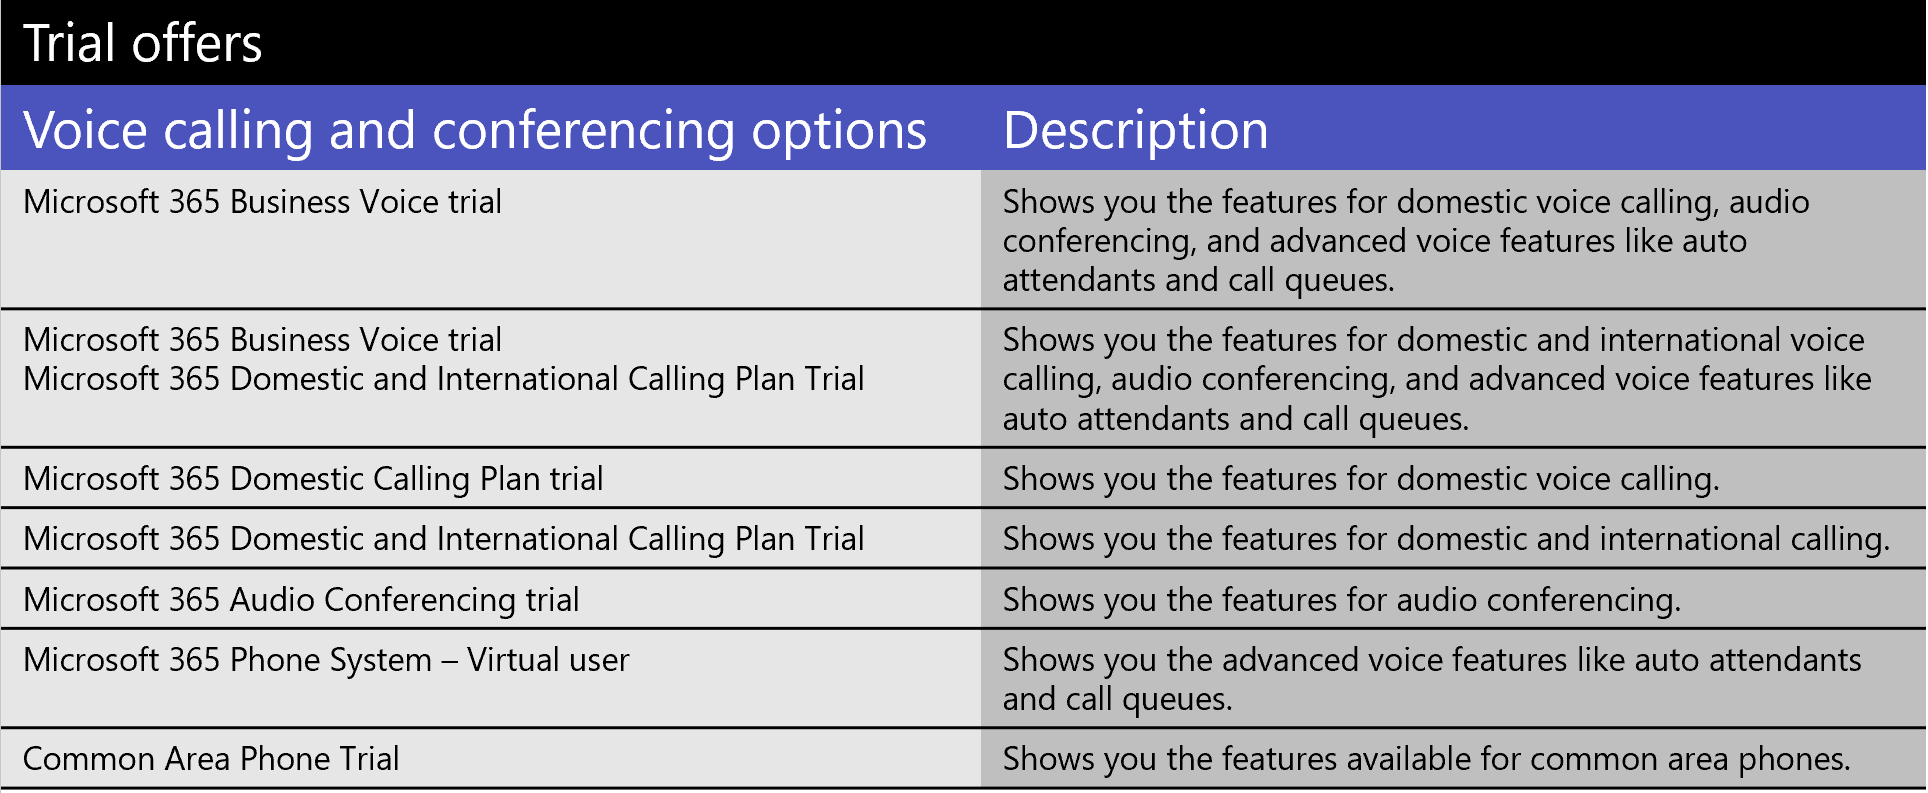 Trial offers
Voice calling and conferencing options
Description
Microsoft 365 Business Voice trial
Shows you the features for domestic voice calling, audio
conferencing, and advanced voice features like auto
attendants and call queues.
Microsoft 365 Business Voice trial
Microsoft 365 Domestic and International Calling Plan Trial
Shows you the features for domestic and international voice
calling, audio conferencing, and advanced voice features like
auto attendants and call queues.
Microsoft 365 Domestic Calling Plan trial
Shows you the features for domestic voice calling.
Microsoft 365 Domestic and International Calling Plan Trial
Shows you the features for domestic and international calling.
Microsoft 365 Audio Conferencing trial
Shows you the features for audio conferencing.
Microsoft 365 Phone System – Virtual user
Shows you the advanced voice features like auto attendants
and call queues.
Common Area Phone Trial
Shows you the features available for common area phones.